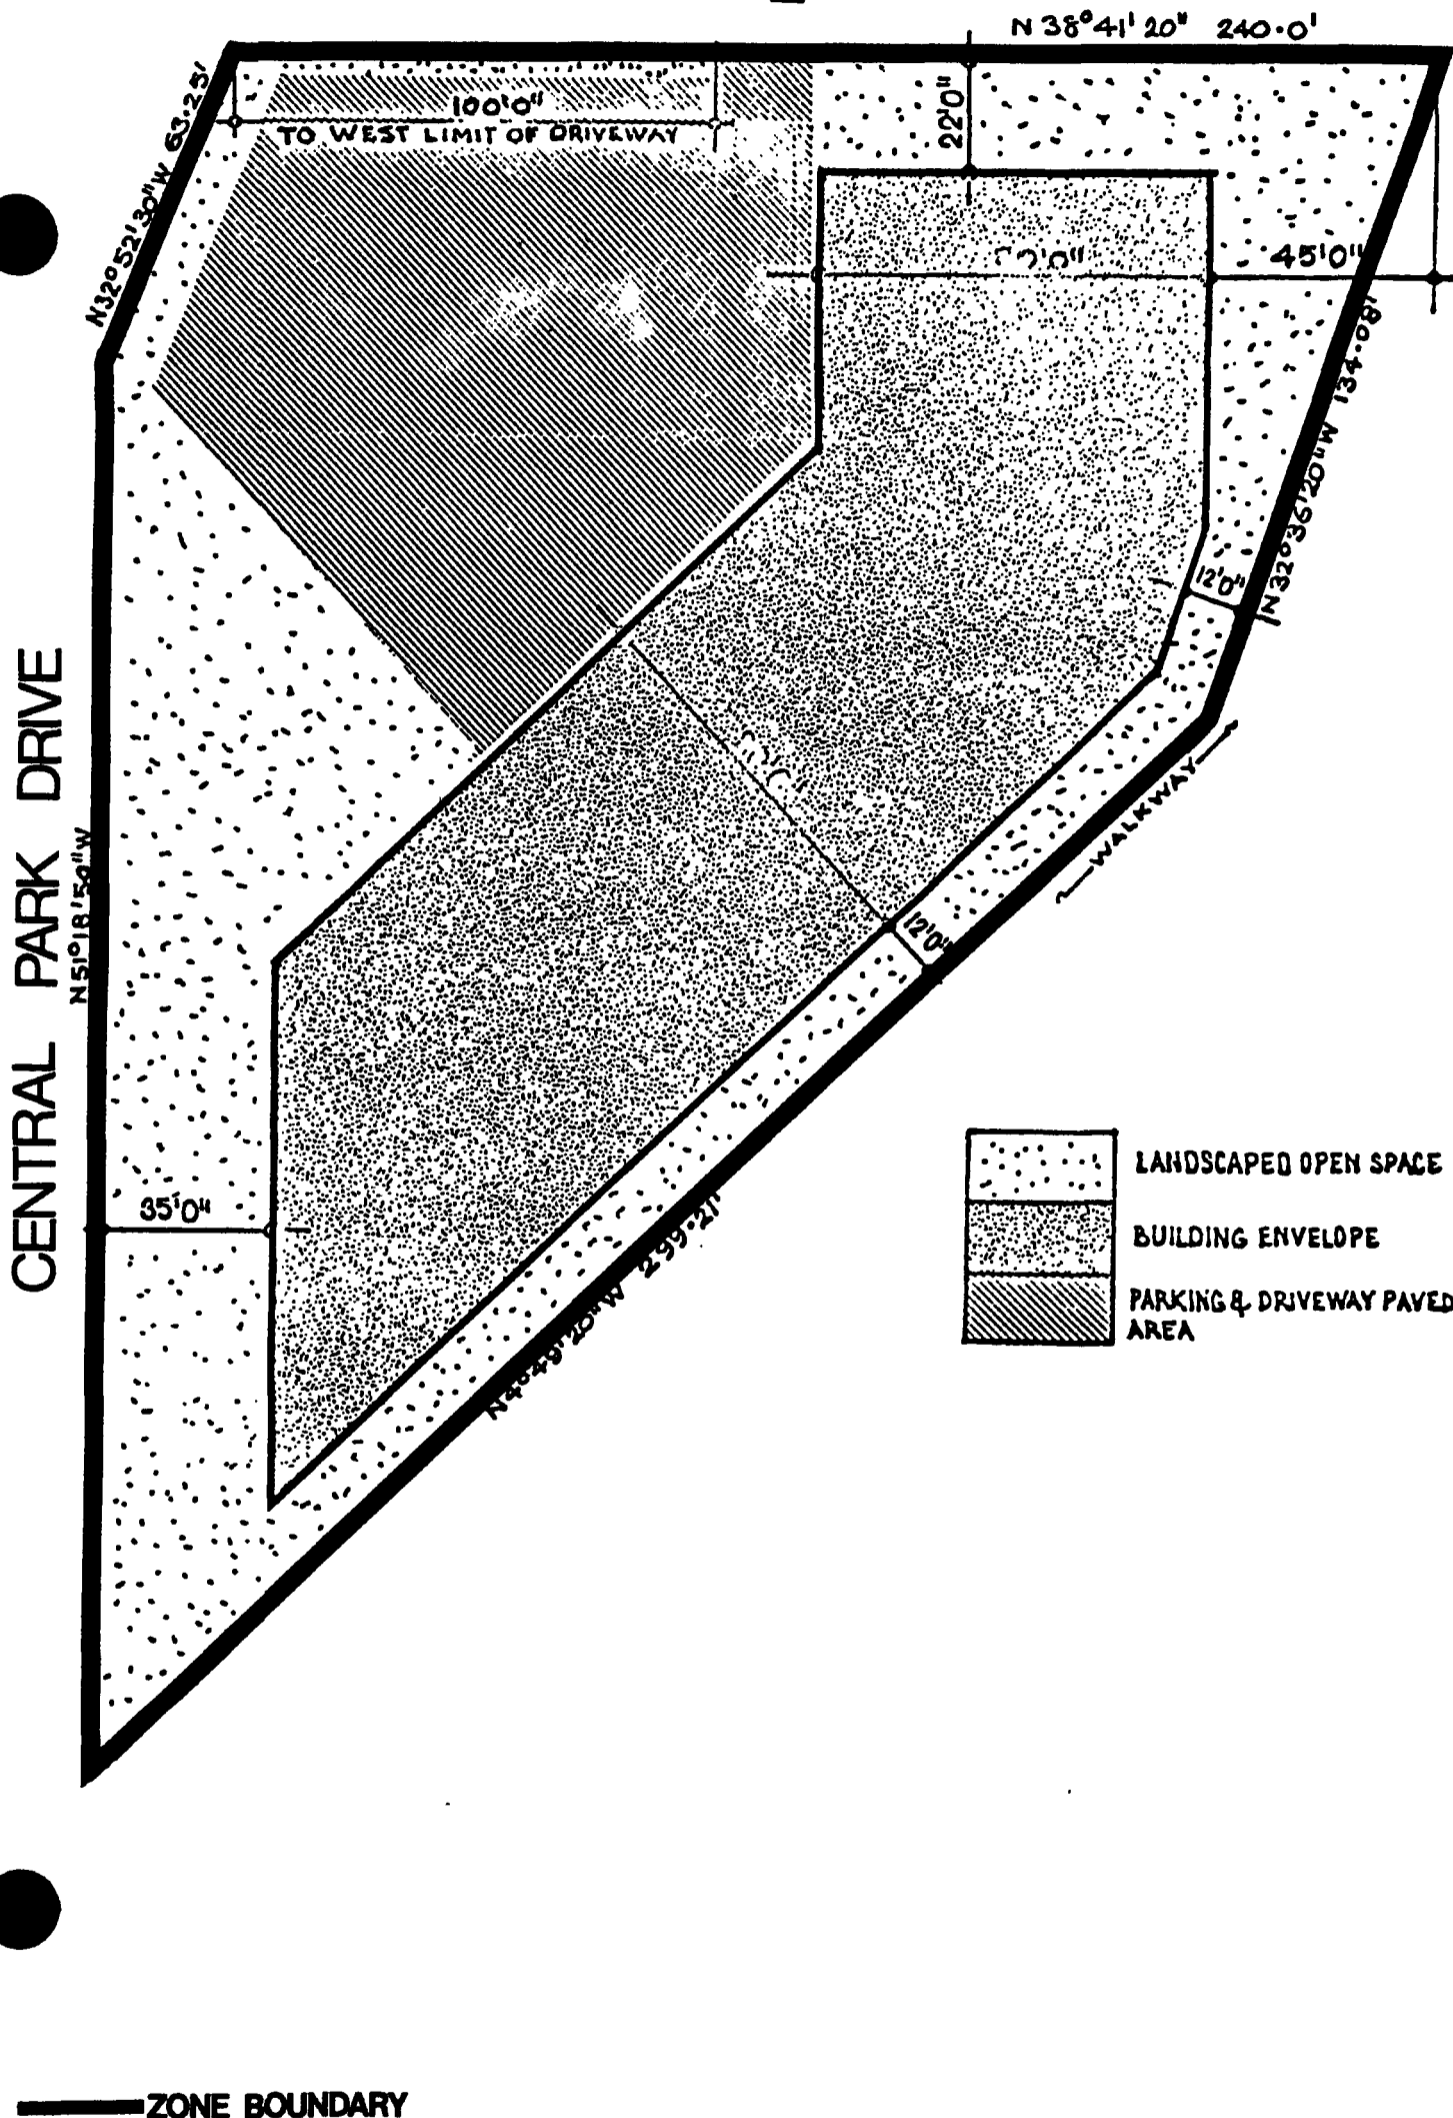 N 38°41'20" 240.0'
100'0"
TO WEST LIMIT OF DRIVEWAY
22'0"
N32°52'30"W 63.25'
45'0"
N32°36'20"W 134.08'
12'0"
WALKWAY
12'0"
CENTRAL PARK DRIVE
N51°18'50"W
35'0"
299.21'
LANDSCAPED OPEN SPACE
BUILDING ENVELOPE
PARKING & DRIVEWAY PAVED
AREA
ZONE BOUNDARY